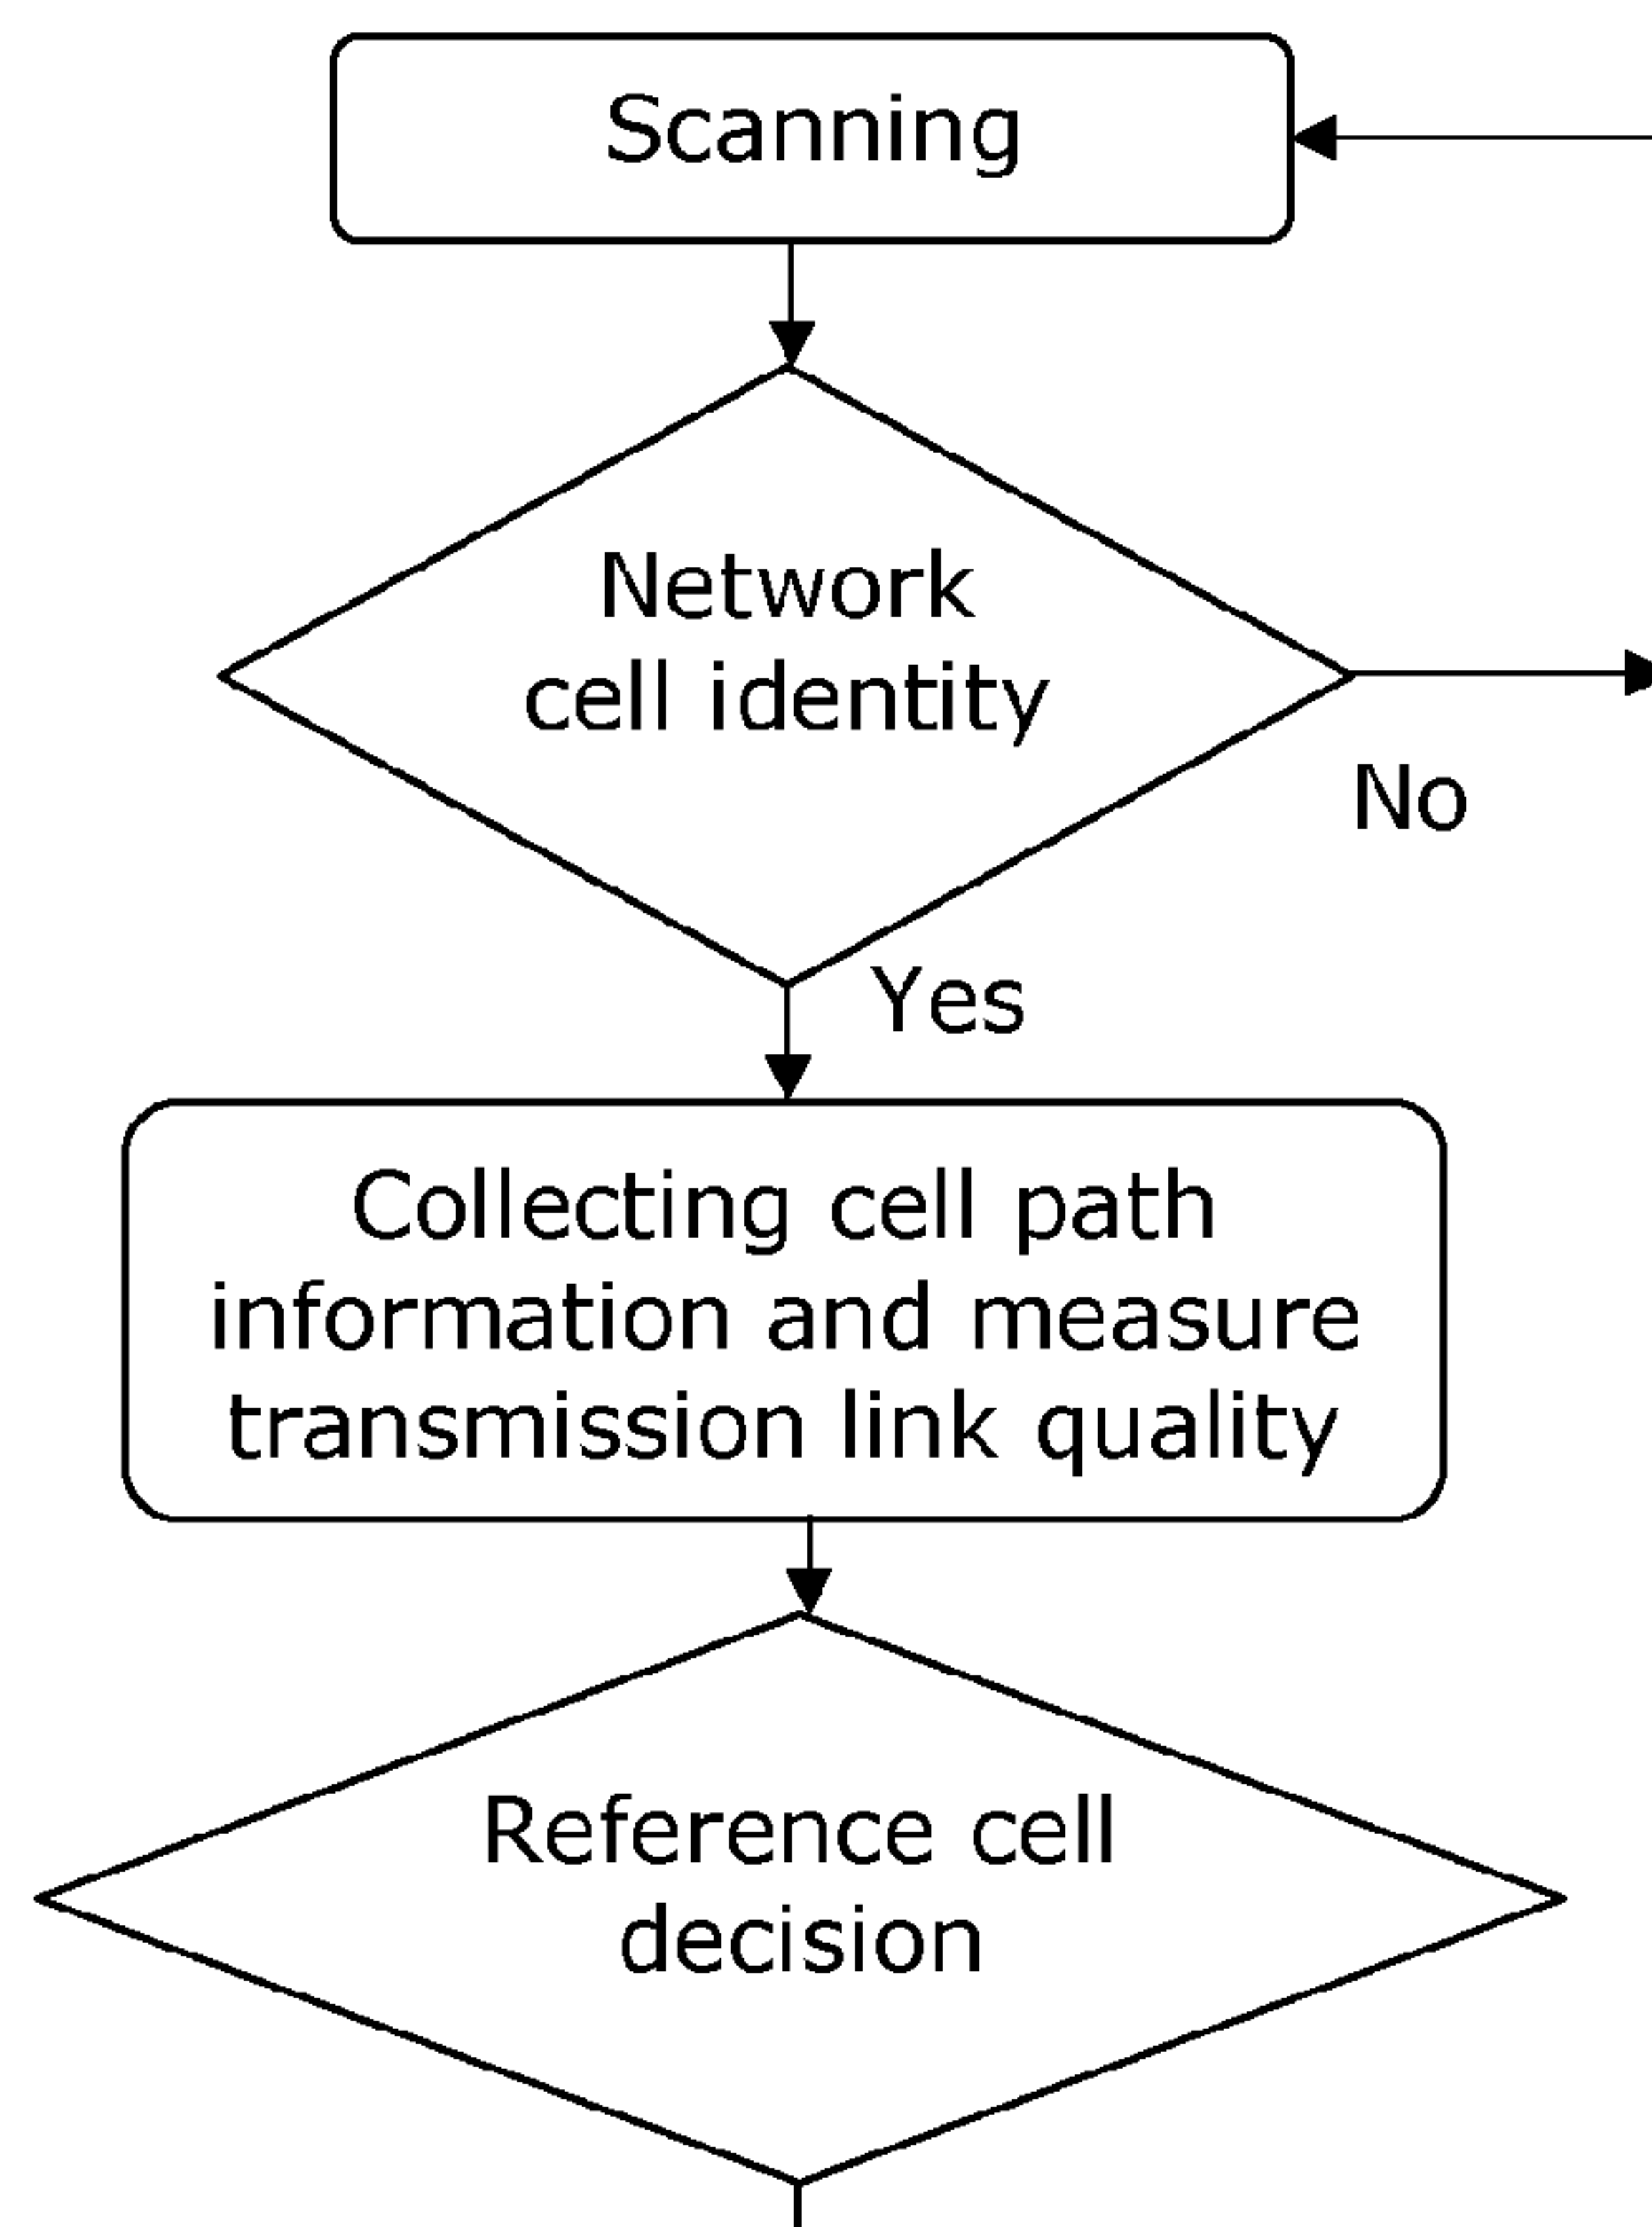 Scanning
Network
cell identity
No
Yes
Collecting cell path
information and measure
transmission link quality
Reference cell
decision